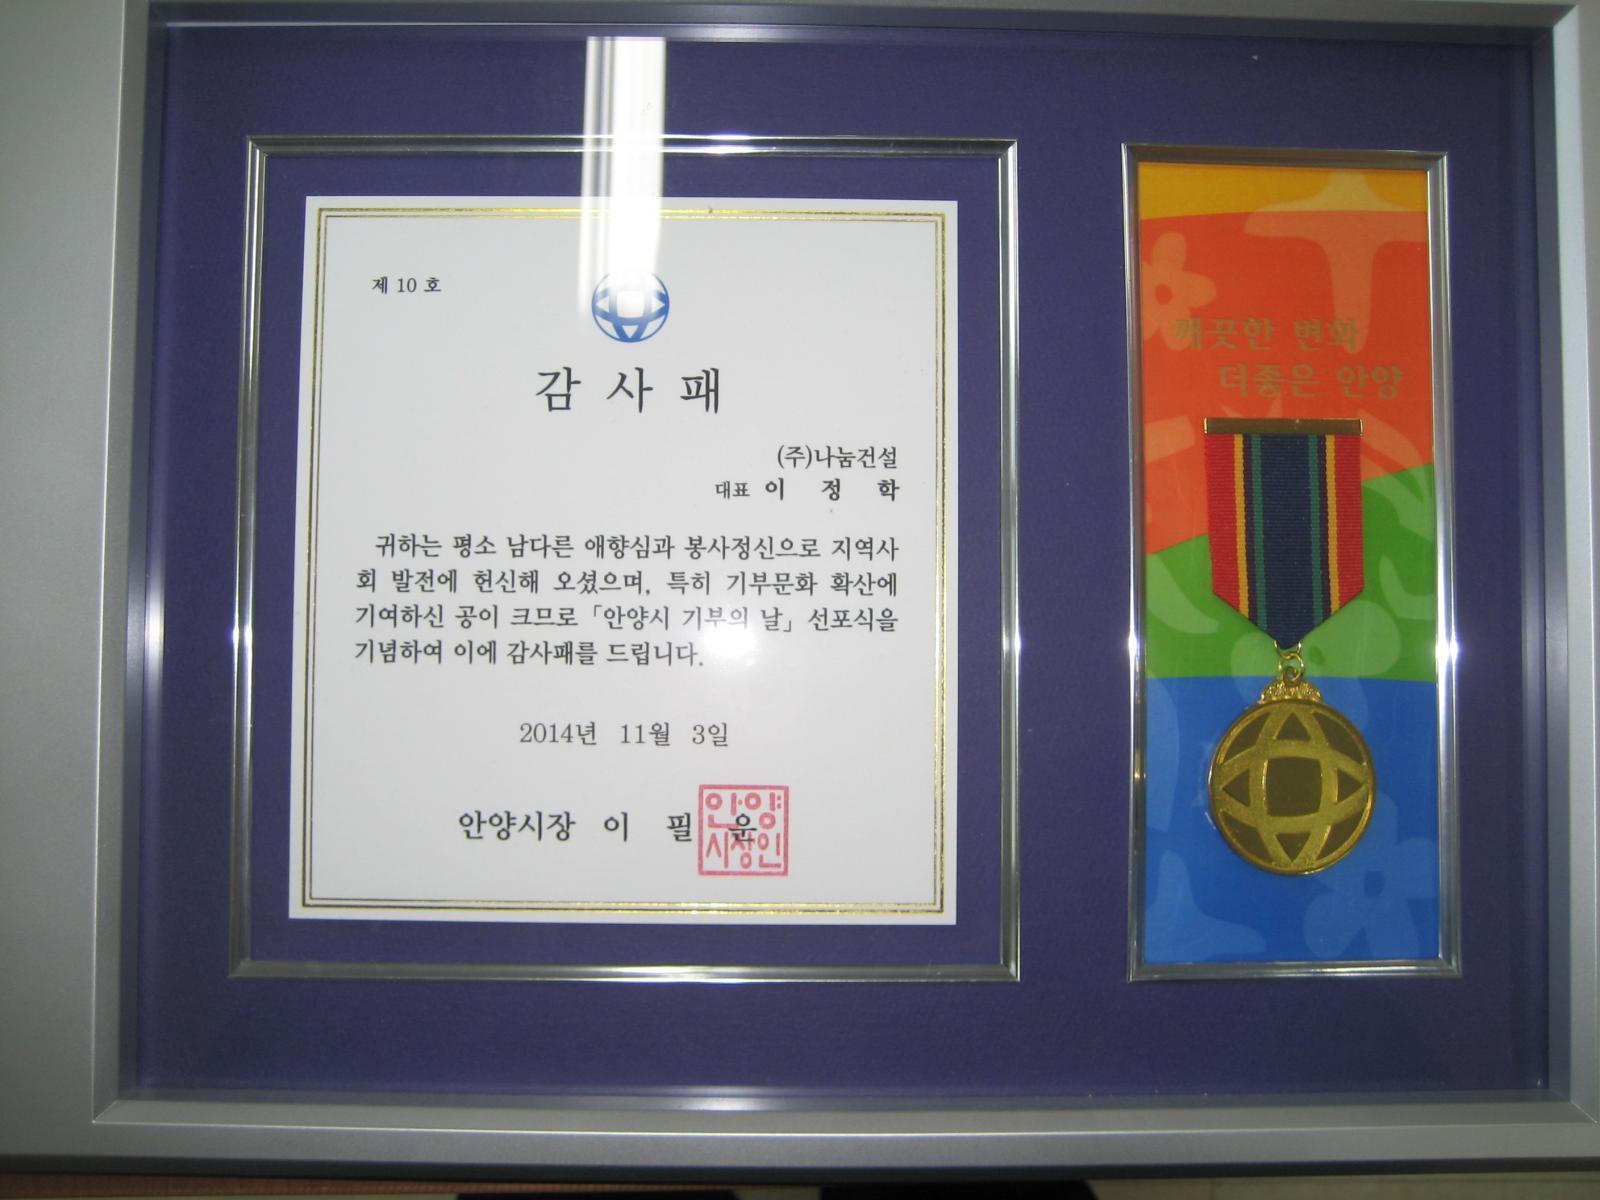 제 10 호
감 사 패
(주)나눔건설
대표 이 정 학
귀하는 평소 남다른 애향심과 봉사정신으로 지역사
회 발전에 헌신해 오셨으며, 특히 기부문화 확산에
기여하신 공이 크므로 「안양시 기부의 날」 선포식을
기념하여 이에 감사패를 드립니다.
2014년 11월 3일
안양시장 이 필 운
안양
시장인
깨끗한 변화
더좋은 안양